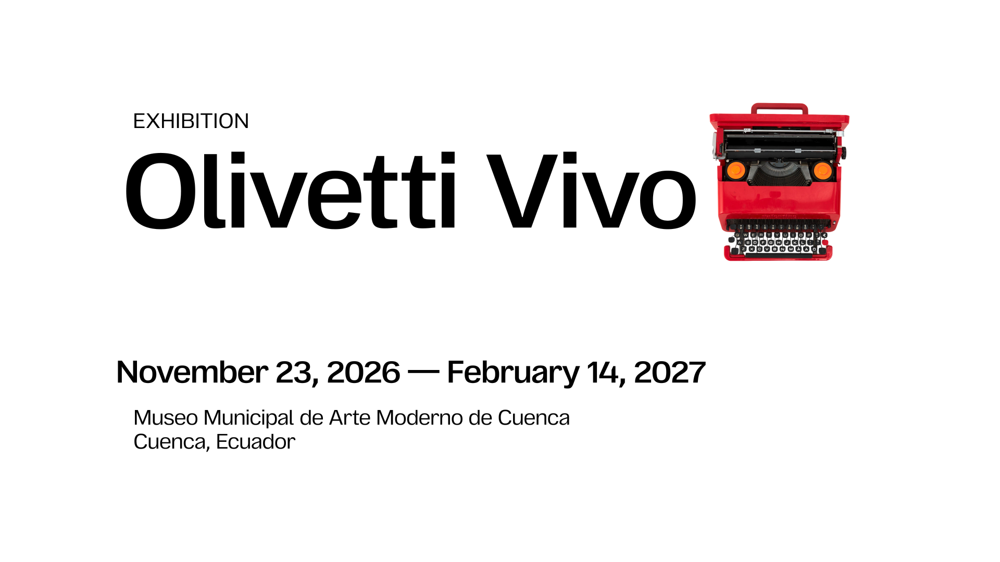 EXHIBITION
Olivetti Vivo
November 23, 2026 — February 14, 2027
Museo Municipal de Arte Moderno de Cuenca
Cuenca, Ecuador
Q W E R T Y U I O P
A S D F G H J K L
Z X C V B N M